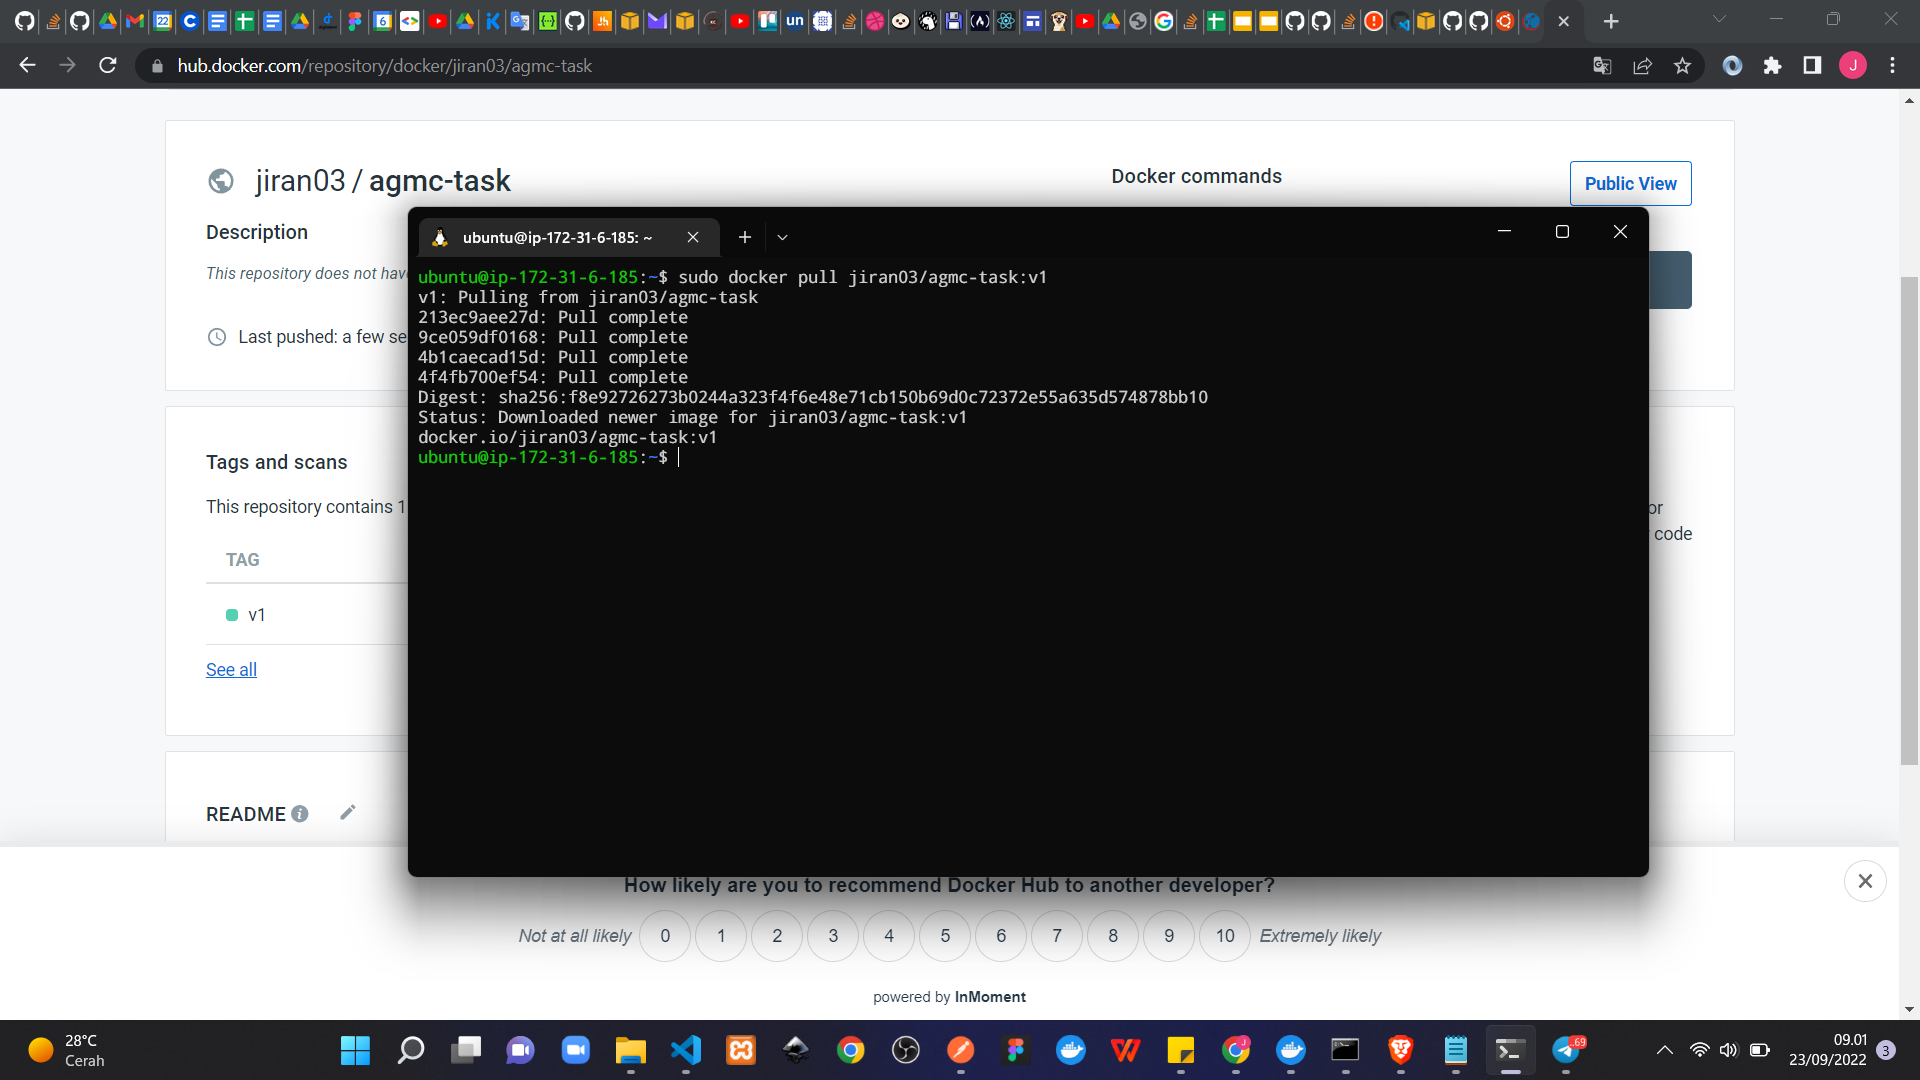 hub.docker.com/repository/docker/jiran03/agmc-task
jiran03 / agmc-task
Docker commands
Public View
Description
This repository does not hav
Last pushed: a few se
ubuntu@ip-172-31-6-185: ~
ubuntu@ip-172-31-6-185:~$ sudo docker pull jiran03/agmc-task:v1
v1: Pulling from jiran03/agmc-task
213ec9aee27d: Pull complete
9ce059df0168: Pull complete
4b1caecad15d: Pull complete
4f4fb700ef54: Pull complete
Digest: sha256:f8e92726273b0244a323f4f6e48e71cb150b69d0c72372e55a635d574878bb10
Status: Downloaded newer image for jiran03/agmc-task:v1
docker.io/jiran03/agmc-task:v1
ubuntu@ip-172-31-6-185:~$
Tags and scans
This repository contains 1
or
code
TAG
v1
See all
README
How likely are you to recommend Docker Hub to another developer?
Not at all likely 0 1 2 3 4 5 6 7 8 9 10 Extremely likely
powered by InMoment
28°C
Cerah
09.01
23/09/2022
3